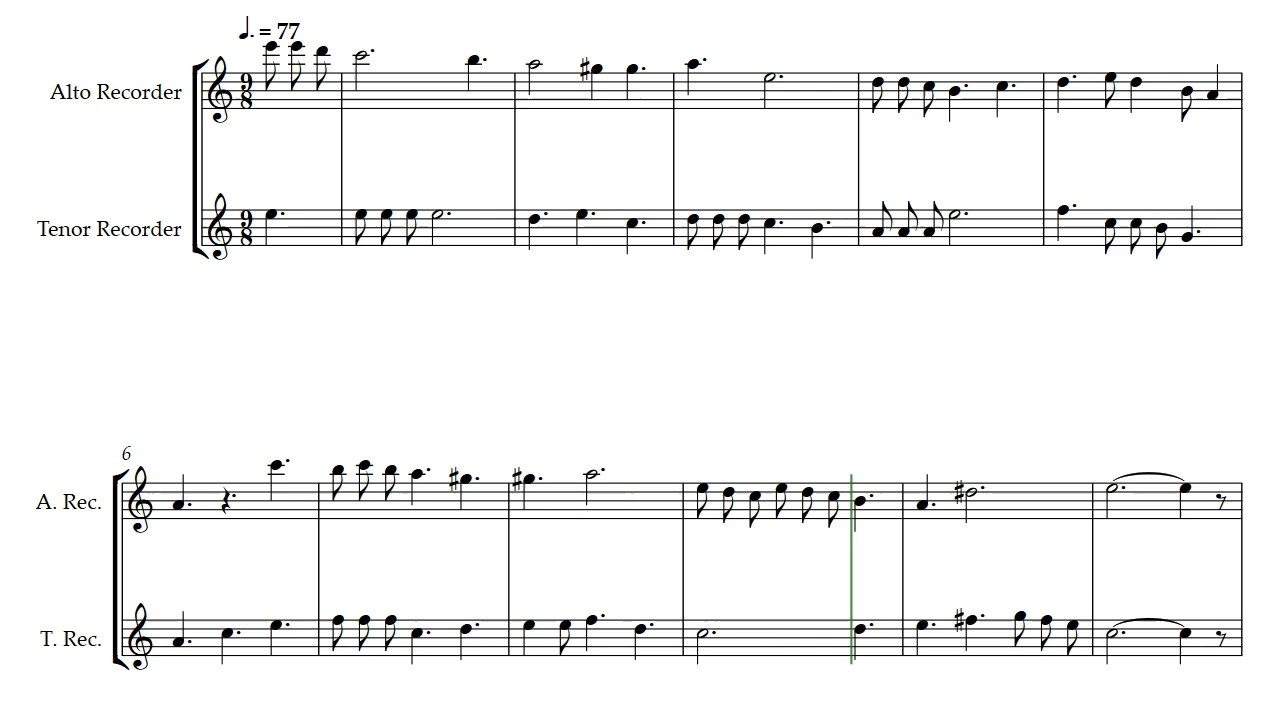 ♩. = 77
Alto Recorder
9
8
Tenor Recorder
9
8
6
A. Rec.
T. Rec.